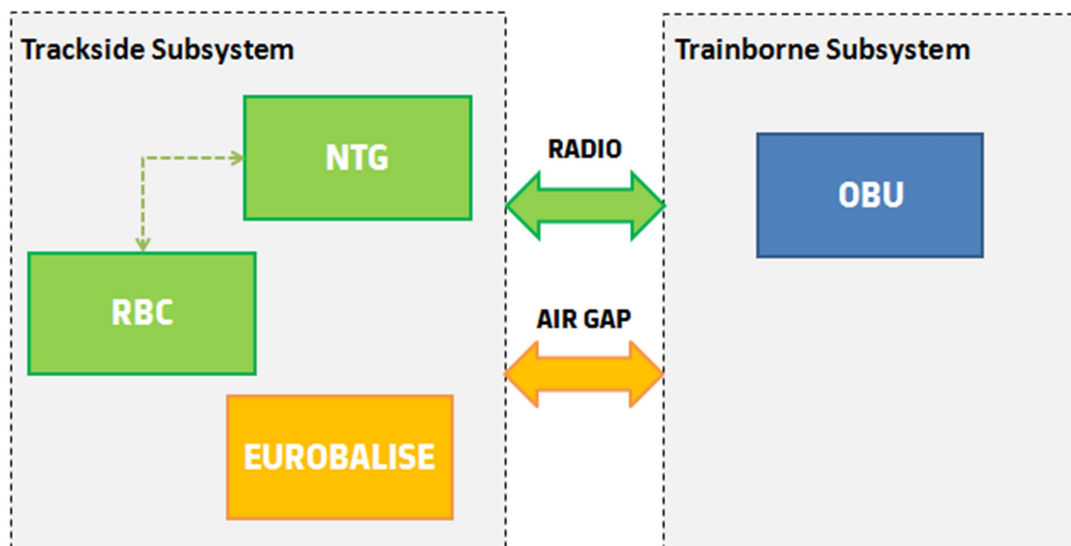 Trackside Subsystem
Trainborne Subsystem
NTG
RADIO
OBU
RBC
AIR GAP
EUROBALISE